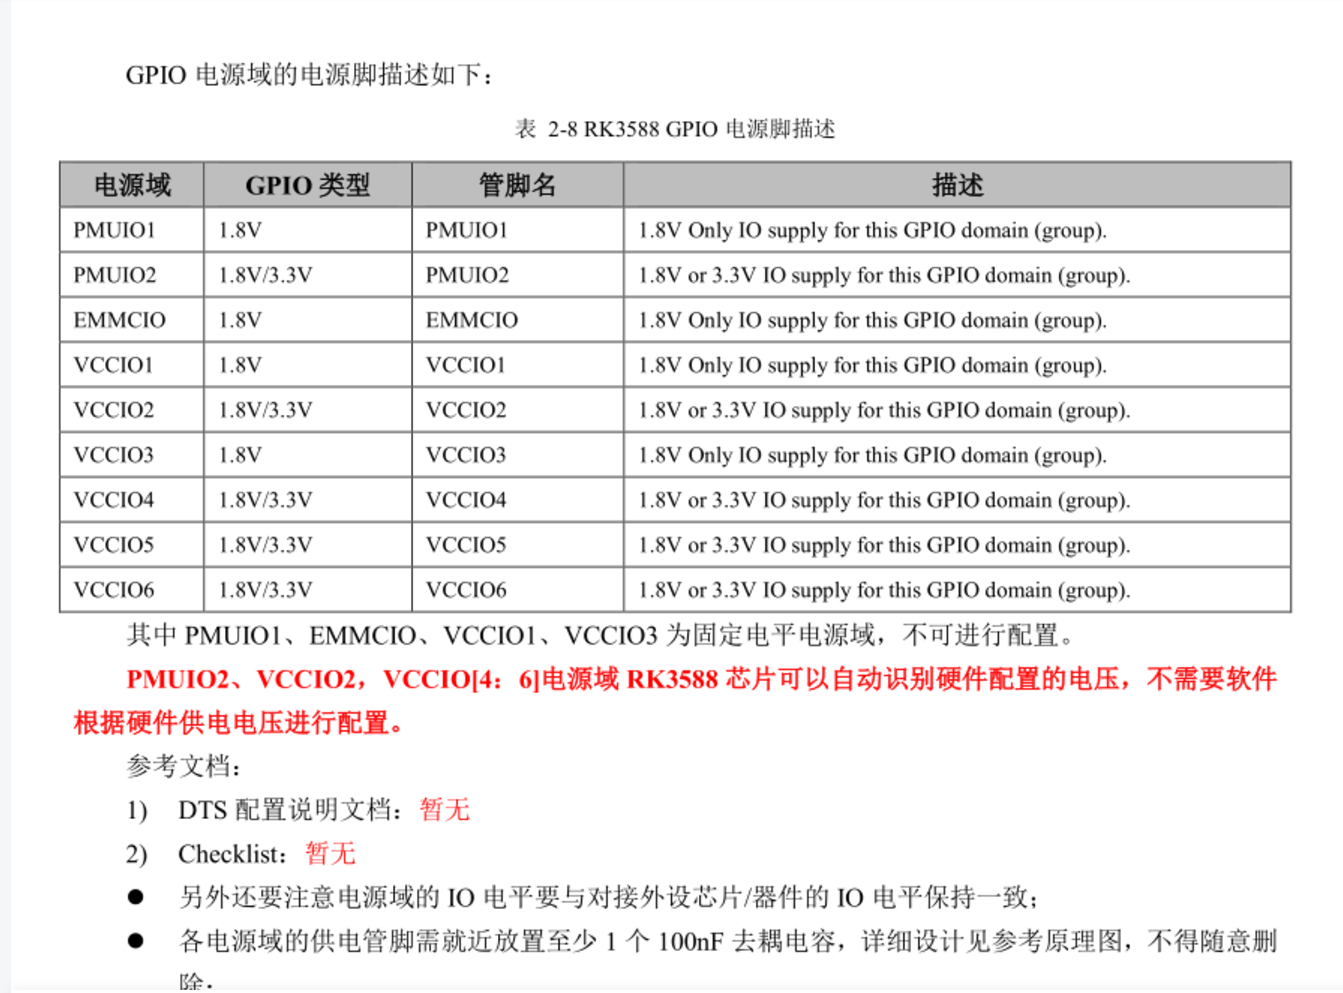 GPIO 电源域的电源脚描述如下：
表 2-8 RK3588 GPIO 电源脚描述
电源域 GPIO 类型 管脚名 描述
PMUIO1 1.8V PMUIO1 1.8V Only IO supply for this GPIO domain (group).
PMUIO2 1.8V/3.3V PMUIO2 1.8V or 3.3V IO supply for this GPIO domain (group).
EMMCIO 1.8V EMMCIO 1.8V Only IO supply for this GPIO domain (group).
VCCIO1 1.8V VCCIO1 1.8V Only IO supply for this GPIO domain (group).
VCCIO2 1.8V/3.3V VCCIO2 1.8V or 3.3V IO supply for this GPIO domain (group).
VCCIO3 1.8V VCCIO3 1.8V Only IO supply for this GPIO domain (group).
VCCIO4 1.8V/3.3V VCCIO4 1.8V or 3.3V IO supply for this GPIO domain (group).
VCCIO5 1.8V/3.3V VCCIO5 1.8V or 3.3V IO supply for this GPIO domain (group).
VCCIO6 1.8V/3.3V VCCIO6 1.8V or 3.3V IO supply for this GPIO domain (group).
其中 PMUIO1、EMMCIO、VCCIO1、VCCIO3 为固定电平电源域，不可进行配置。
PMUIO2、VCCIO2，VCCIO[4：6]电源域 RK3588 芯片可以自动识别硬件配置的电压，不需要软件
根据硬件供电电压进行配置。
参考文档：
1) DTS 配置说明文档：暂无
2) Checklist：暂无
● 另外还要注意电源域的 IO 电平要与对接外设芯片/器件的 IO 电平保持一致；
● 各电源域的供电管脚需就近放置至少 1 个 100nF 去耦电容，详细设计见参考原理图，不得随意删
除；